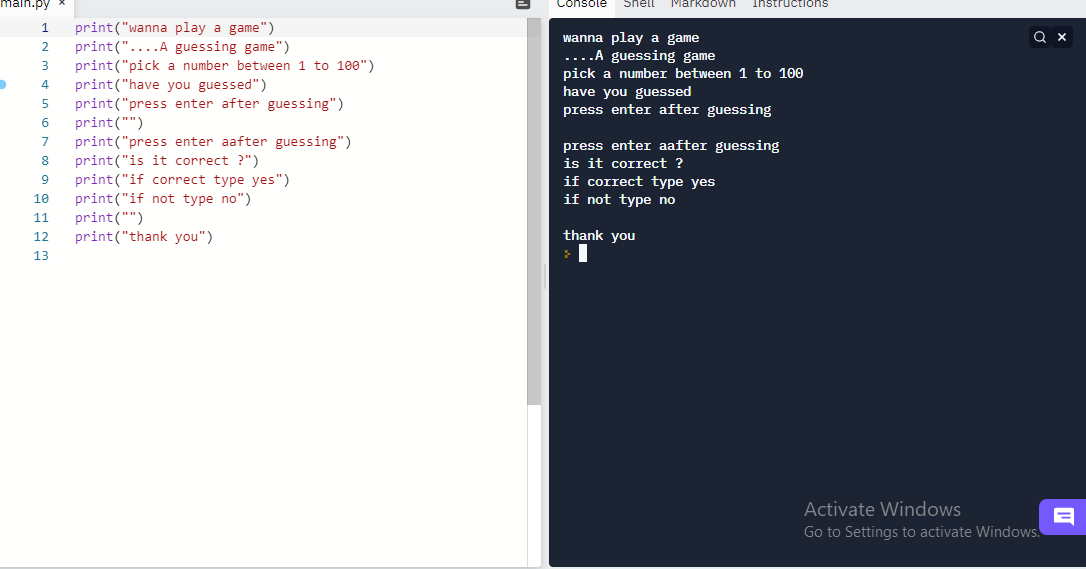 main.py ×
1 print("wanna play a game")
2 print("....A guessing game")
3 print("pick a number between 1 to 100")
4 print("have you guessed")
5 print("press enter after guessing")
6 print("")
7 print("press enter aafter guessing")
8 print("is it correct ?")
9 print("if correct type yes")
10 print("if not type no")
11 print("")
12 print("thank you")
13
Console Shell Markdown Instructions
wanna play a game
....A guessing game
pick a number between 1 to 100
have you guessed
press enter after guessing
press enter aafter guessing
is it correct ?
if correct type yes
if not type no
thank you
Activate Windows
Go to Settings to activate Windows.